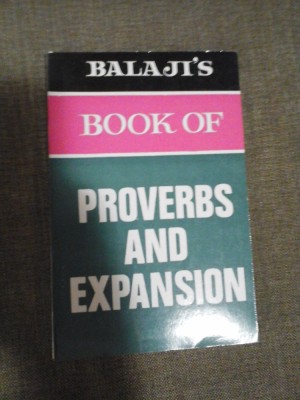 BALAJI'S
BOOK OF
PROVERBS
AND
EXPANSION